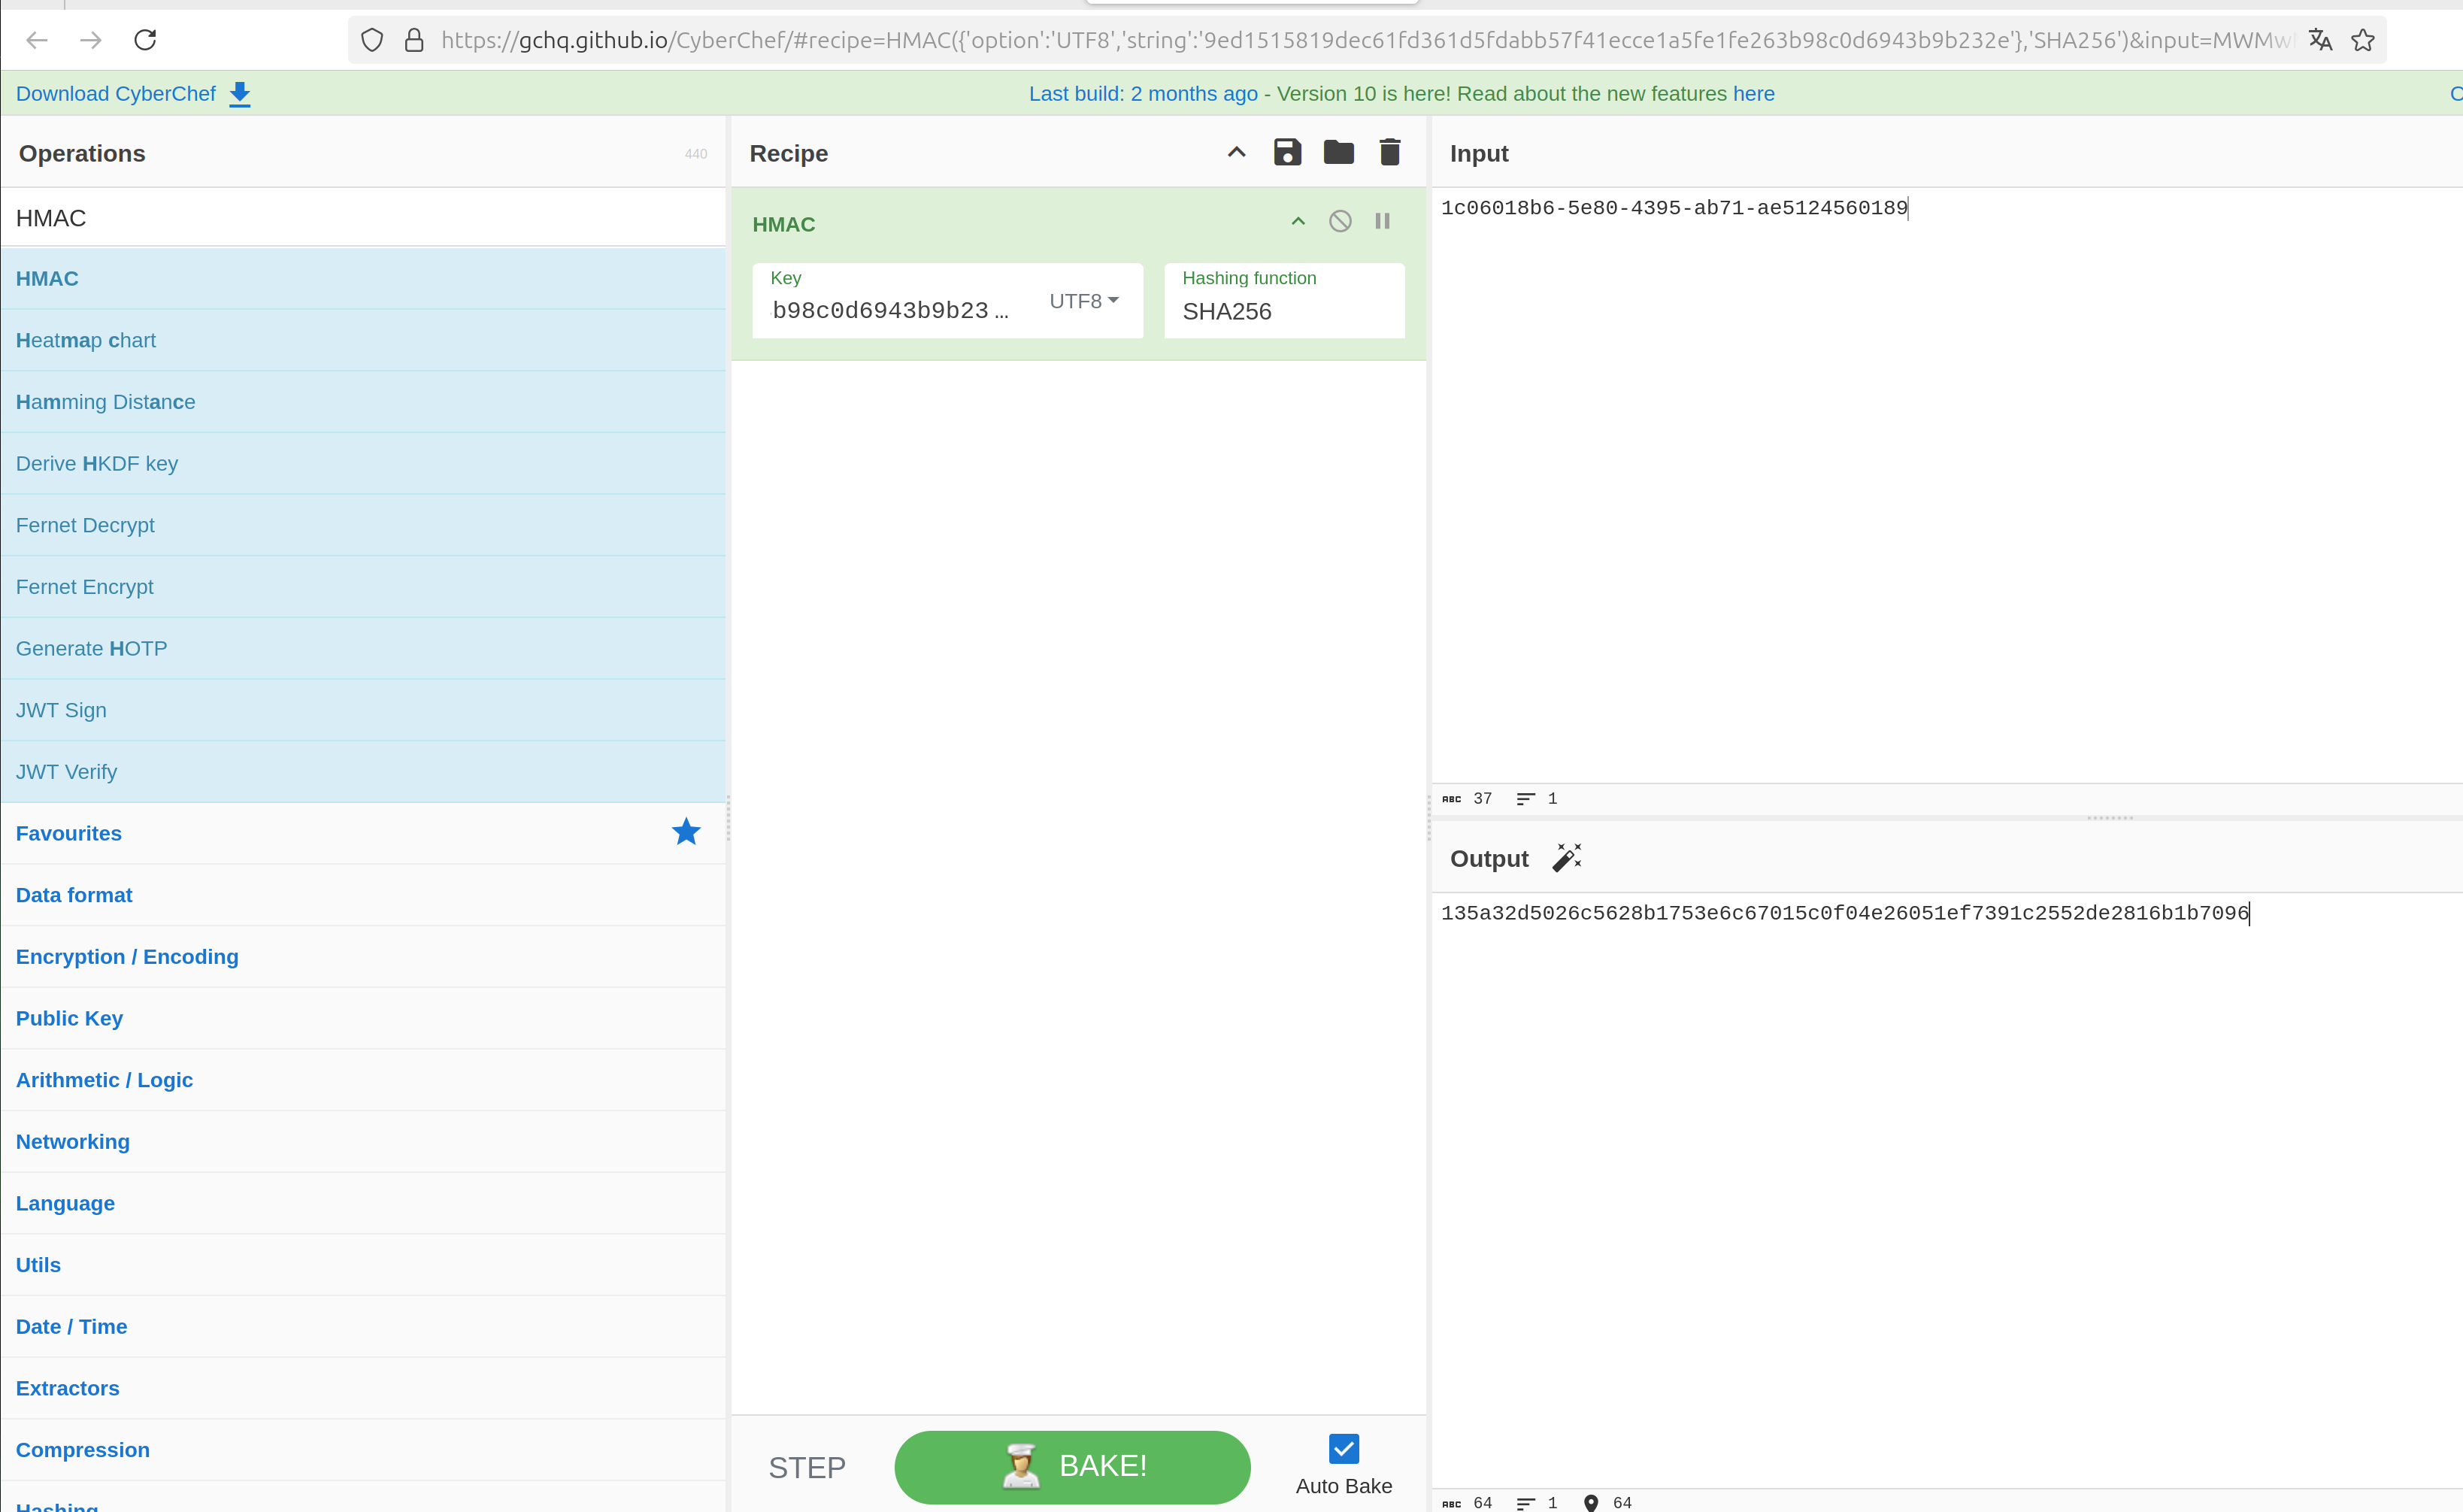 https://gchq.github.io/CyberChef/#recipe=HMAC({'option':'UTF8','string':'9ed1515819dec61fd361d5fdabb57f41ecce1a5fe1fe263b98c0d6943b9b232e'},'SHA256')&input=MWMw
Download CyberChef
Last build: 2 months ago - Version 10 is here! Read about the new features here
Operations
440
HMAC
HMAC
Heatmap chart
Hamming Distance
Derive HKDF key
Fernet Decrypt
Fernet Encrypt
Generate HOTP
JWT Sign
JWT Verify
Favourites
Data format
Encryption / Encoding
Public Key
Arithmetic / Logic
Networking
Language
Utils
Date / Time
Extractors
Compression
Hashing
Recipe
HMAC
Key
b98c0d6943b9b23 …
UTF8
Hashing function
SHA256
STEP
BAKE!
Auto Bake
Input
1c06018b6-5e80-4395-ab71-ae5124560189
ABC 37 1
Output
135a32d5026c5628b1753e6c67015c0f04e26051ef7391c2552de2816b1b7096
ABC 64 1 64